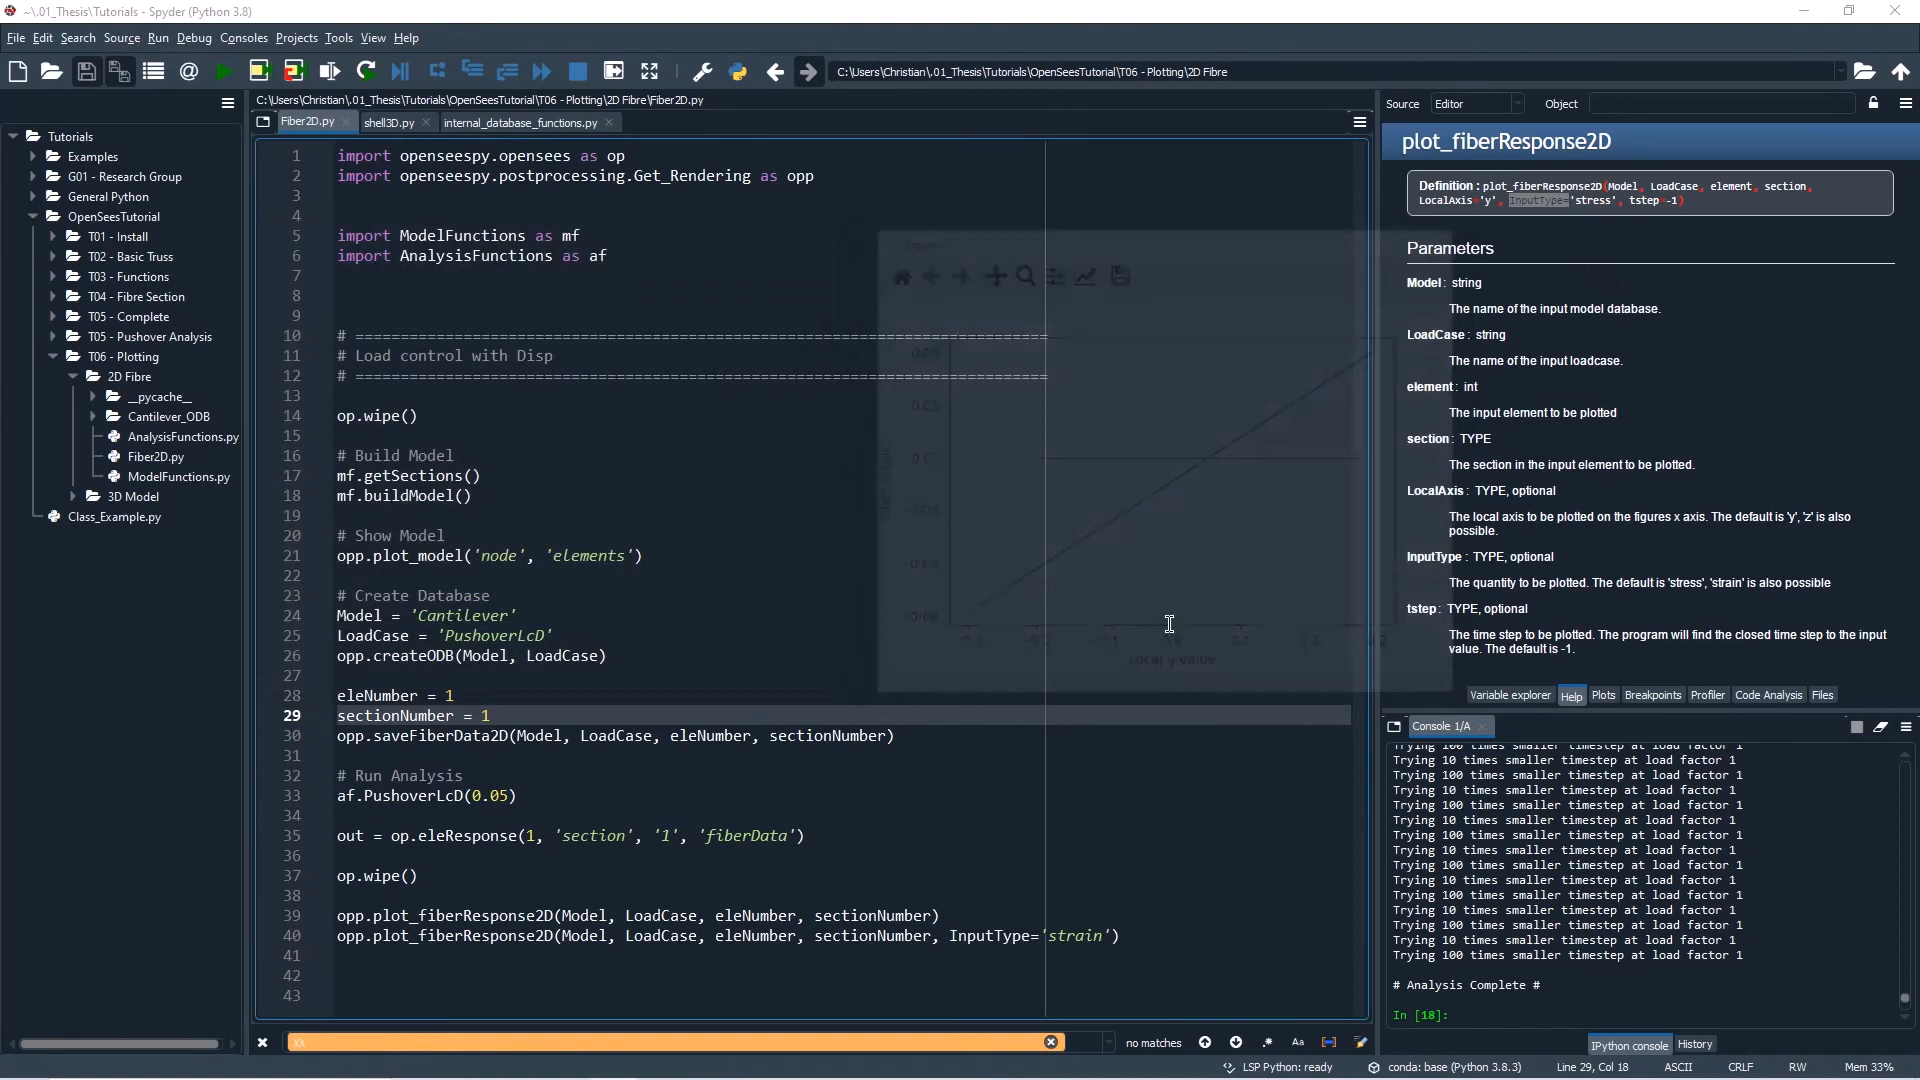 ~\.01_Thesis\Tutorials - Spyder (Python 3.8)
File Edit Search Source Run Debug Consoles Projects Tools View Help
C:\Users\Christian\.01_Thesis\Tutorials\OpenSeesTutorial\T06 - Plotting\2D Fibre
C:\Users\Christian\.01_Thesis\Tutorials\OpenSeesTutorial\T06 - Plotting\2D Fibre\Fiber2D.py
Fiber2D.py shell3D.py internal_database_functions.py
Tutorials
Examples
G01 - Research Group
General Python
OpenSeesTutorial
T01 - Install
T02 - Basic Truss
T03 - Functions
T04 - Fibre Section
T05 - Complete
T05 - Pushover Analysis
T06 - Plotting
2D Fibre
__pycache__
Cantilever_ODB
AnalysisFunctions.py
Fiber2D.py
ModelFunctions.py
3D Model
Class_Example.py
1 import openseespy.opensees as op
2 import openseespy.postprocessing.Get_Rendering as opp
3
4
5 import ModelFunctions as mf
6 import AnalysisFunctions as af
7
8
9
10 # =============================================================================
11 # Load control with Disp
12 # =============================================================================
13
14 op.wipe()
15
16 # Build Model
17 mf.getSections()
18 mf.buildModel()
19
20 # Show Model
21 opp.plot_model('node', 'elements')
22
23 # Create Database
24 Model = 'Cantilever'
25 LoadCase = 'PushoverLcD'
26 opp.createODB(Model, LoadCase)
27
28 eleNumber = 1
29 sectionNumber = 1
30 opp.saveFiberData2D(Model, LoadCase, eleNumber, sectionNumber)
31
32 # Run Analysis
33 af.PushoverLcD(0.05)
34
35 out = op.eleResponse(1, 'section', '1', 'fiberData')
36
37 op.wipe()
38
39 opp.plot_fiberResponse2D(Model, LoadCase, eleNumber, sectionNumber)
40 opp.plot_fiberResponse2D(Model, LoadCase, eleNumber, sectionNumber, InputType='strain')
41
42
43
Local y value
xx
no matches
Aa
Source Editor Object
plot_fiberResponse2D
Definition : plot_fiberResponse2D(Model, LoadCase, element, section,
LocalAxis='y', InputType='stress', tstep=-1)
Parameters
Model : string
The name of the input model database.
LoadCase : string
The name of the input loadcase.
element : int
The input element to be plotted
section : TYPE
The section in the input element to be plotted.
LocalAxis : TYPE, optional
The local axis to be plotted on the figures x axis. The default is 'y', 'z' is also
possible.
InputType : TYPE, optional
The quantity to be plotted. The default is 'stress', 'strain' is also possible
tstep : TYPE, optional
The time step to be plotted. The program will find the closed time step to the input
value. The default is -1.
Variable explorer Help Plots Breakpoints Profiler Code Analysis Files
Console 1/A
Trying 100 times smaller timestep at load factor 1
Trying 10 times smaller timestep at load factor 1
Trying 100 times smaller timestep at load factor 1
Trying 10 times smaller timestep at load factor 1
Trying 100 times smaller timestep at load factor 1
Trying 10 times smaller timestep at load factor 1
Trying 100 times smaller timestep at load factor 1
Trying 10 times smaller timestep at load factor 1
Trying 100 times smaller timestep at load factor 1
Trying 10 times smaller timestep at load factor 1
Trying 100 times smaller timestep at load factor 1
Trying 10 times smaller timestep at load factor 1
Trying 100 times smaller timestep at load factor 1
Trying 10 times smaller timestep at load factor 1
Trying 100 times smaller timestep at load factor 1
# Analysis Complete #
In [18]:
IPython console History
LSP Python: ready conda: base (Python 3.8.3) Line 29, Col 18 ASCII CRLF RW Mem 33%